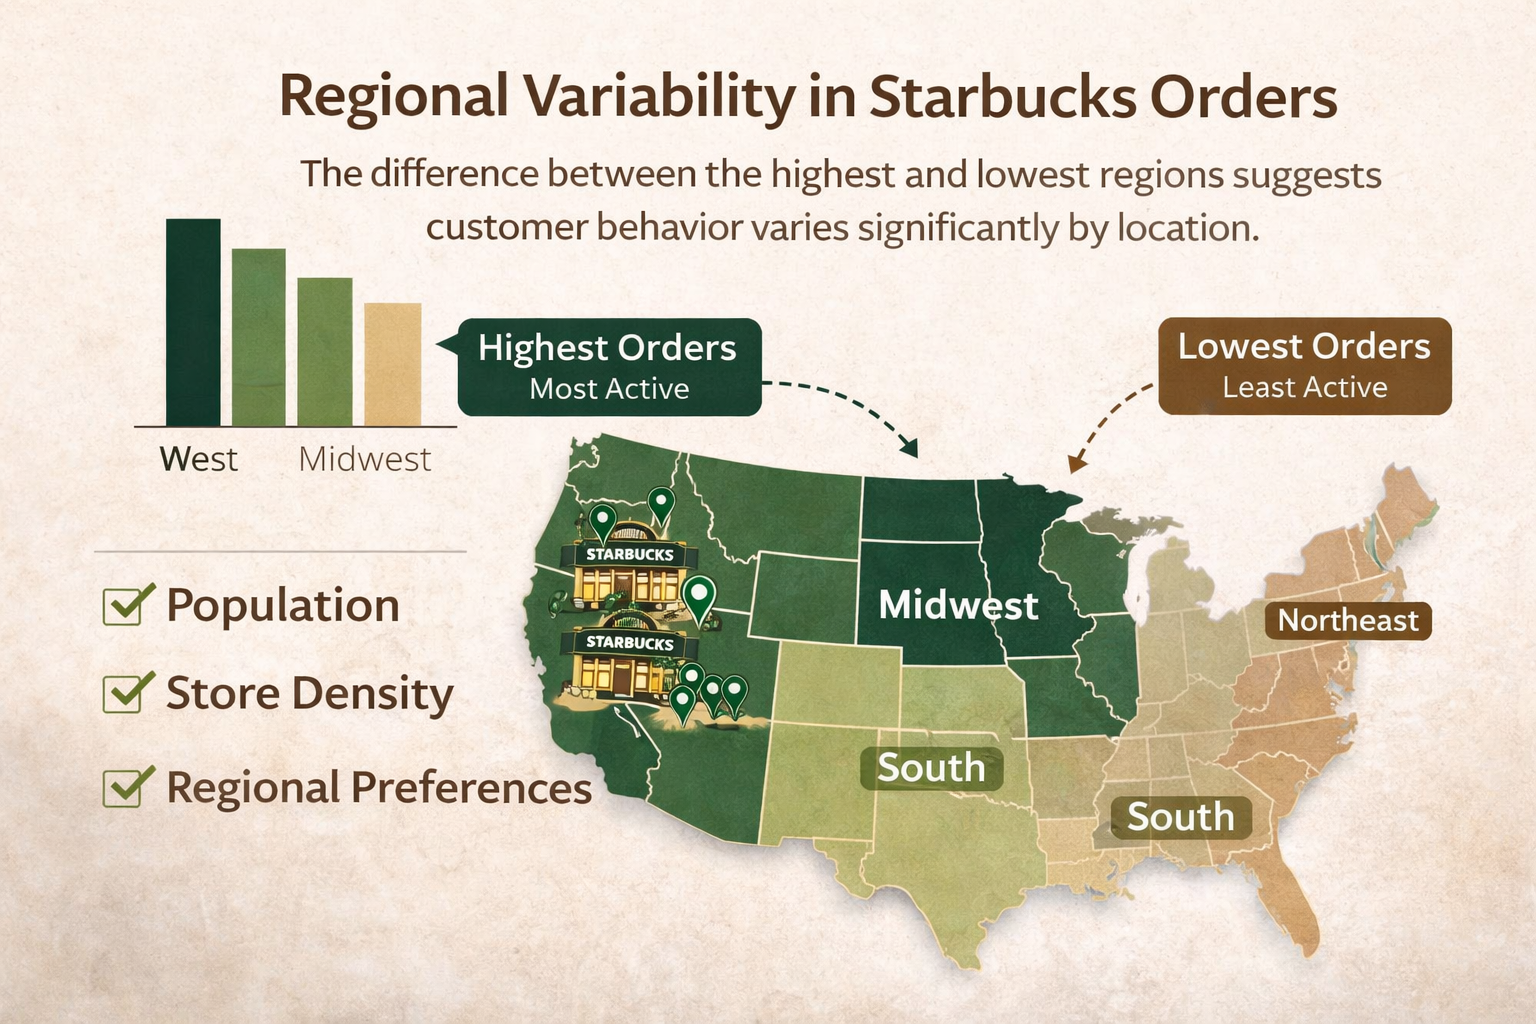 Regional Variability in Starbucks Orders
The difference between the highest and lowest regions suggests
customer behavior varies significantly by location.
Highest Orders
Most Active
Lowest Orders
Least Active
West
Midwest
STARBUCKS
STARBUCKS
Midwest
Northeast
South
South
Population
Store Density
Regional Preferences